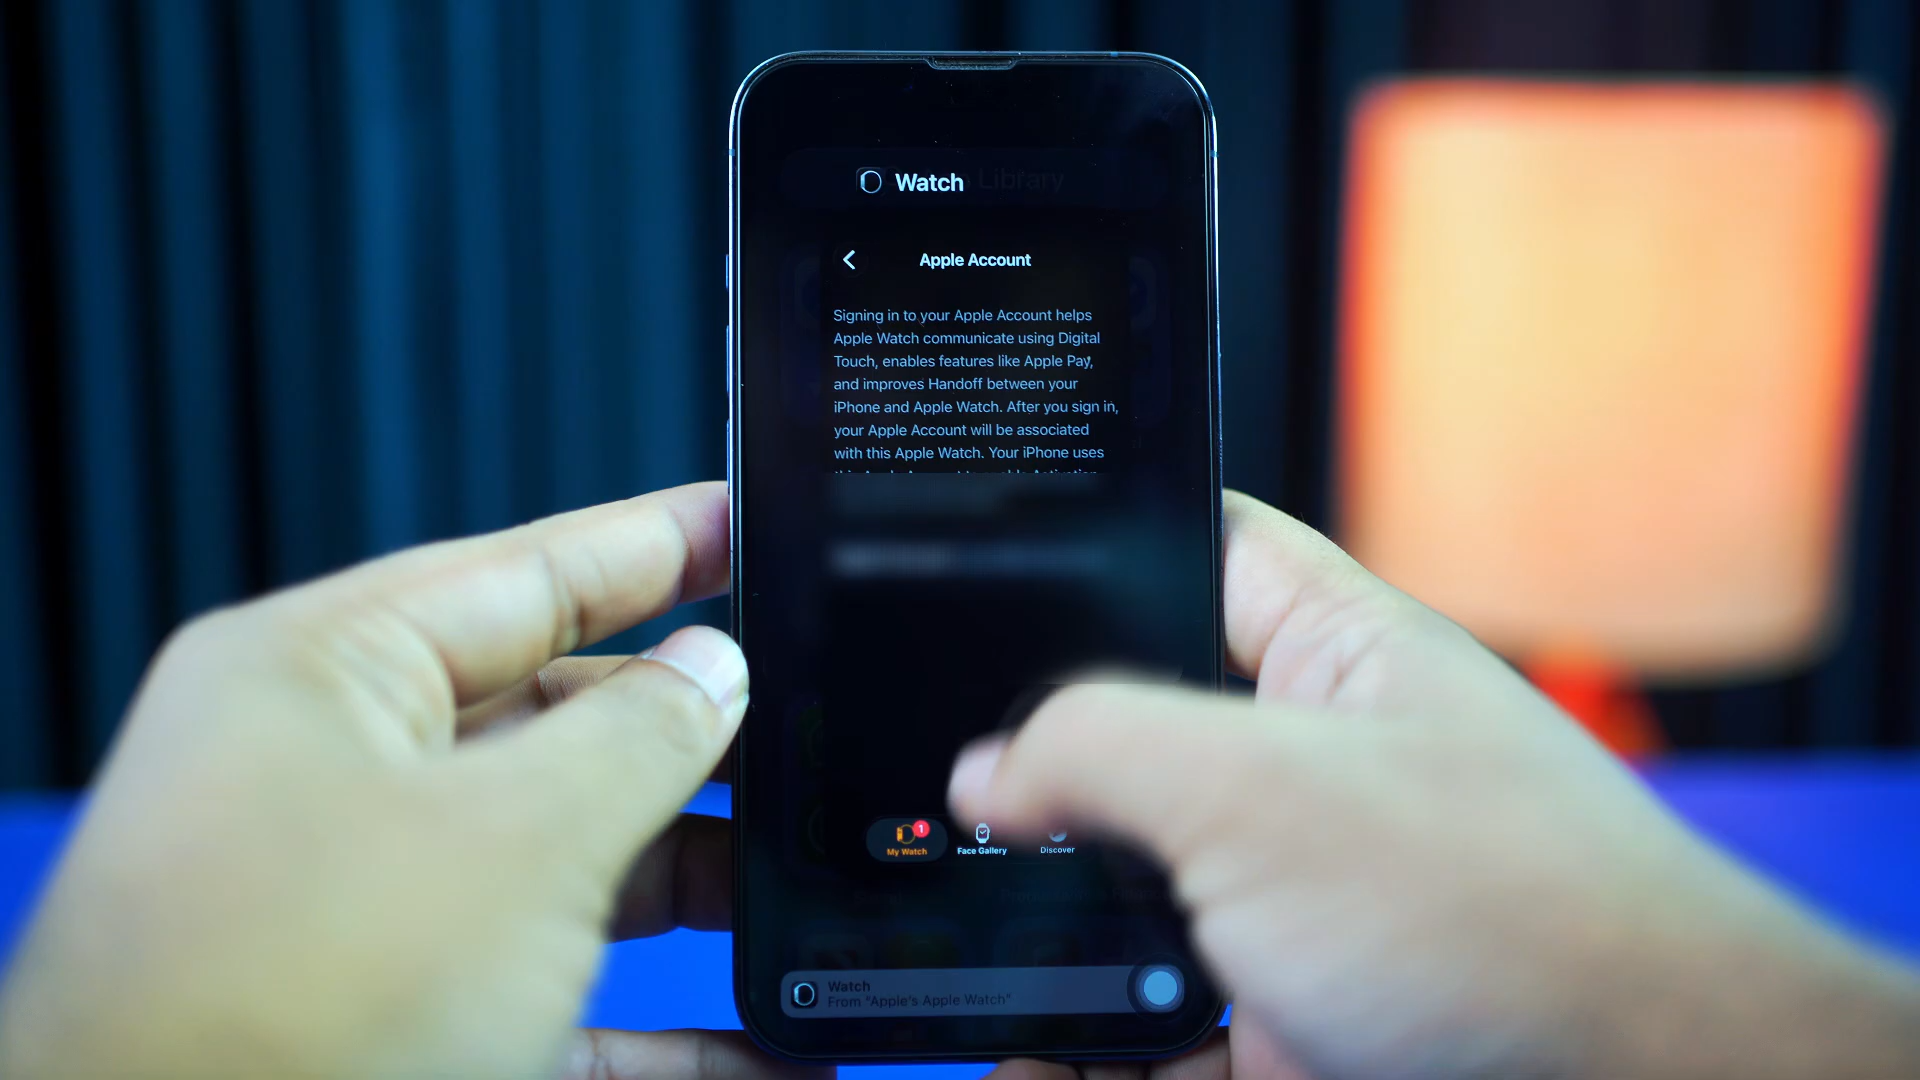 Watch
Library
Apple Account
Signing in to your Apple Account helps
Apple Watch communicate using Digital
Touch, enables features like Apple Pay,
and improves Handoff between your
iPhone and Apple Watch. After you sign in,
your Apple Account will be associated
with this Apple Watch. Your iPhone uses
1
My Watch
Face Gallery
Discover
Watch
From "Apple's Apple Watch"